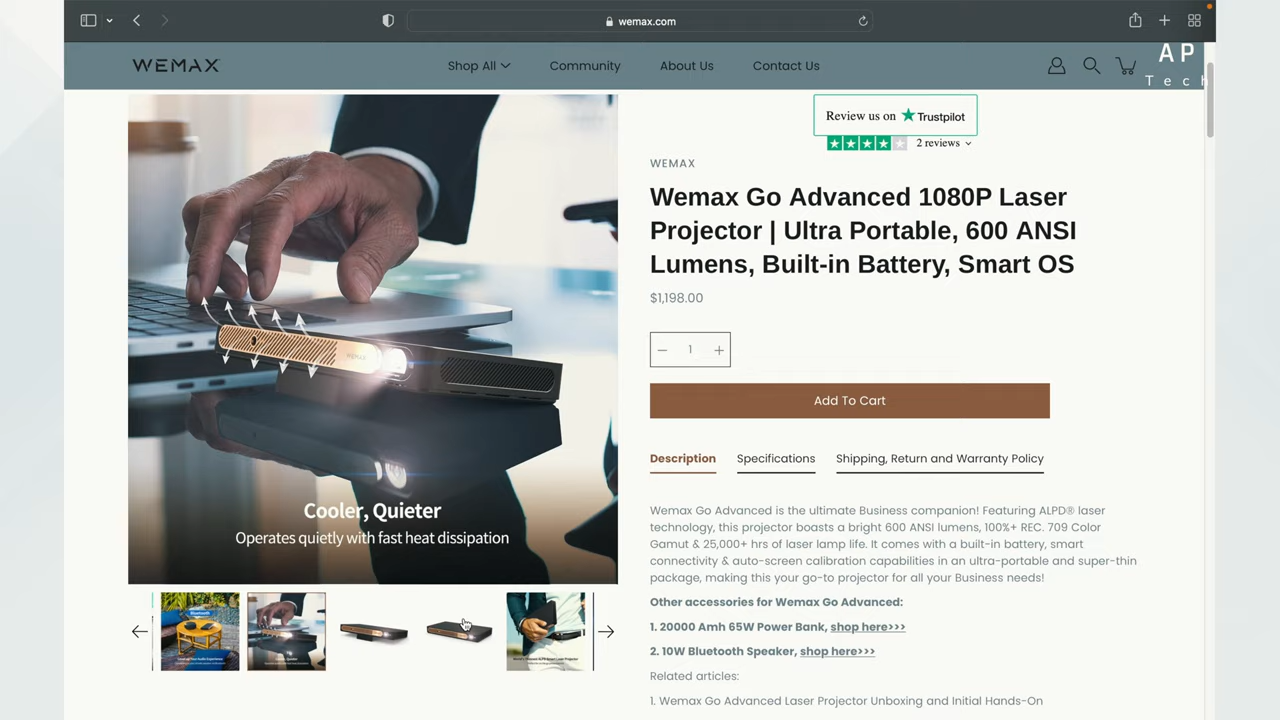 wemax.com
AP
Tech
WEMAX
Shop All
Community
About Us
Contact Us
Review us on Trustpilot
2 reviews
WEMAX
Wemax Go Advanced 1080P Laser
Projector | Ultra Portable, 600 ANSI
Lumens, Built-in Battery, Smart OS
$1,198.00
1
Add To Cart
Description
Specifications
Shipping, Return and Warranty Policy
Wemax Go Advanced is the ultimate Business companion! Featuring ALPD® laser
technology, this projector boasts a bright 600 ANSI lumens, 100%+ REC. 709 Color
Gamut & 25,000+ hrs of laser lamp life. It comes with a built-in battery, smart
connectivity & auto-screen calibration capabilities in an ultra-portable and super-thin
package, making this your go-to projector for all your Business needs!
Other accessories for Wemax Go Advanced:
1. 20000 Amh 65W Power Bank, shop here>>>
2. 10W Bluetooth Speaker, shop here>>>
Related articles:
1. Wemax Go Advanced Laser Projector Unboxing and Initial Hands-On
WEMAX
Cooler, Quieter
Operates quietly with fast heat dissipation
Bluetooth